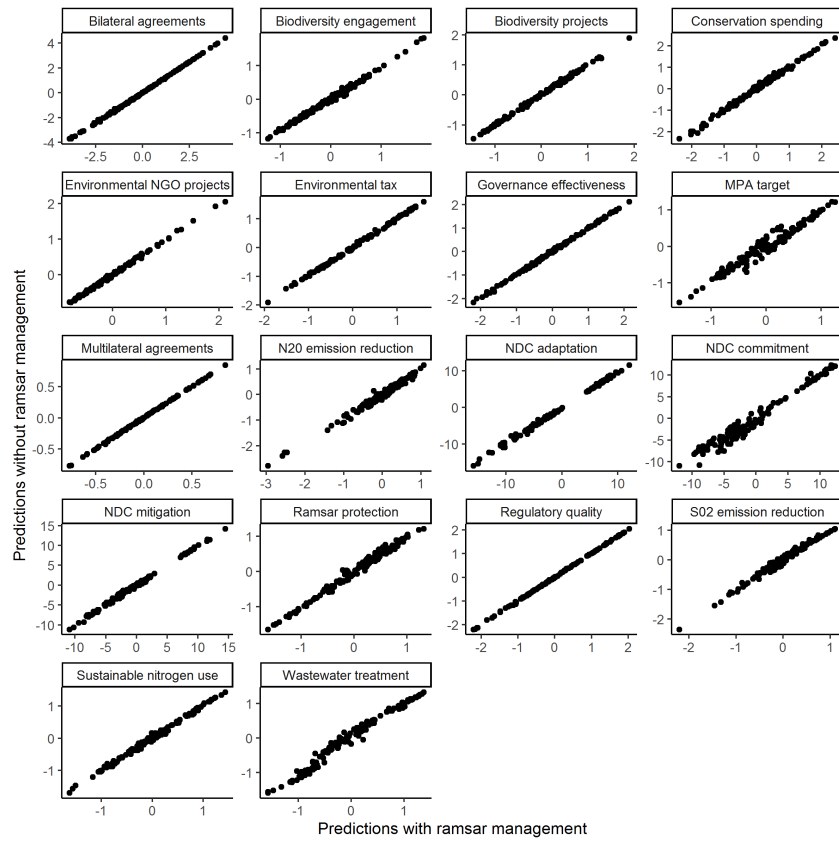 Bilateral agreements Biodiversity engagement Biodiversity projects Conservation spending
4 2 0 -2 -4
-2.5 0.0 2.5
1 0 -1
-1 0 1
2 1 0 -1
-1 0 1 2
2 1 0 -1 -2
-2 -1 0 1 2
Environmental NGO projects Environmental tax Governance effectiveness MPA target
2 1 0
0 1 2
1 0 -1 -2
-2 -1 0 1
2 1 0 -1 -2
-2 -1 0 1 2
1 0 -1
-1 0 1
Multilateral agreements N20 emission reduction NDC adaptation NDC commitment
0.5 0.0 -0.5
-0.5 0.0 0.5
1 0 -1 -2
-3 -2 -1 0 1
10 0 -10
-10 0 10
10 5 0 -5 -10
-10 -5 0 5 10
NDC mitigation Ramsar protection Regulatory quality S02 emission reduction
15 10 5 0 -5 -10
-10 -5 0 5 10 15
1 0 -1
-1 0 1
2 1 0 -1 -2
-2 -1 0 1 2
1 0 -1 -2
-2 -1 0 1
Sustainable nitrogen use Wastewater treatment
1 0 -1
-1 0 1
1 0 -1
-1 0 1
Predictions without ramsar management
Predictions with ramsar management